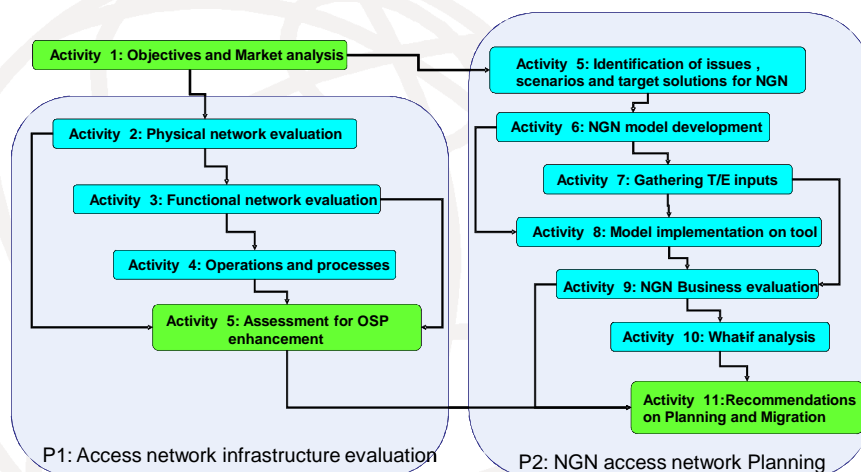 Activity 1: Objectives and Market analysis
Activity 2: Physical network evaluation
Activity 3: Functional network evaluation
Activity 4: Operations and processes
Activity 5: Assessment for OSP
enhancement
P1: Access network infrastructure evaluation
Activity 5: Identification of issues ,
scenarios and target solutions for NGN
Activity 6: NGN model development
Activity 7: Gathering T/E inputs
Activity 8: Model implementation on tool
Activity 9: NGN Business evaluation
Activity 10: What-if analysis
Activity 11:Recommendations
on Planning and Migration
P2: NGN access network Planning